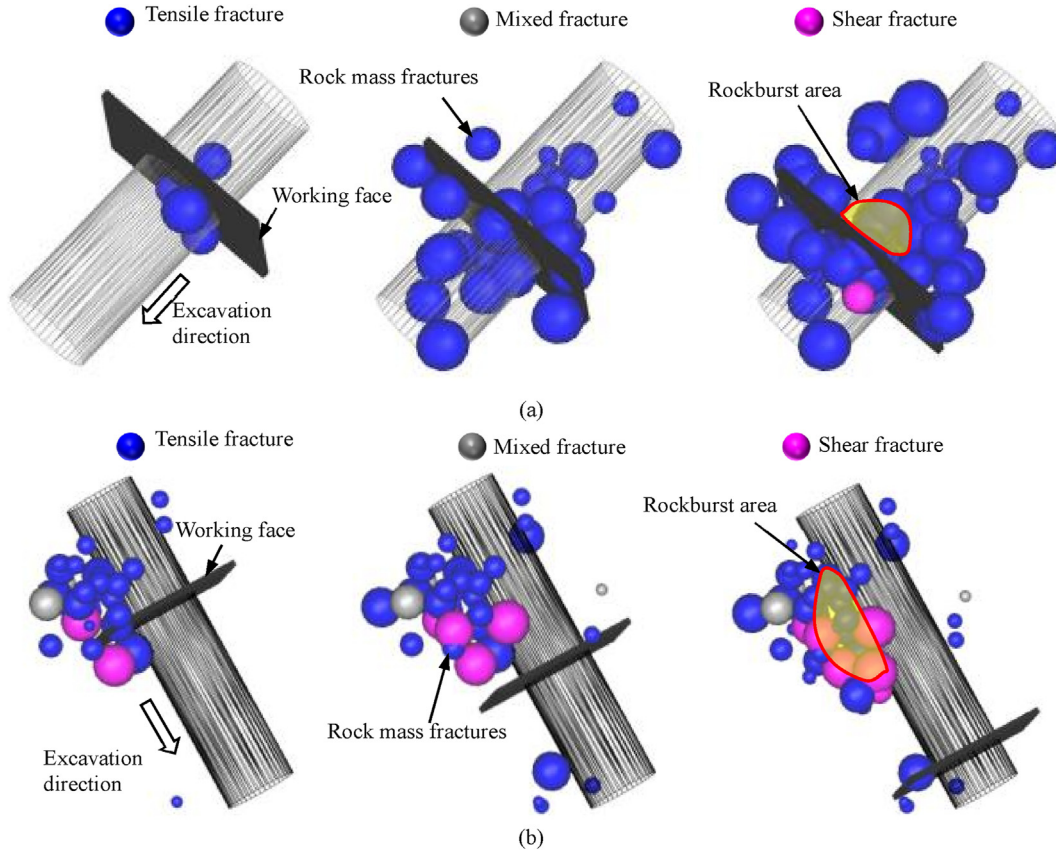 Tensile fracture
Mixed fracture
Shear fracture
Rock mass fractures
Rockburst area
Working face
Excavation
direction
(a)
Tensile fracture
Mixed fracture
Shear fracture
Rockburst area
Working face
Rock mass fractures
Excavation
direction
(b)